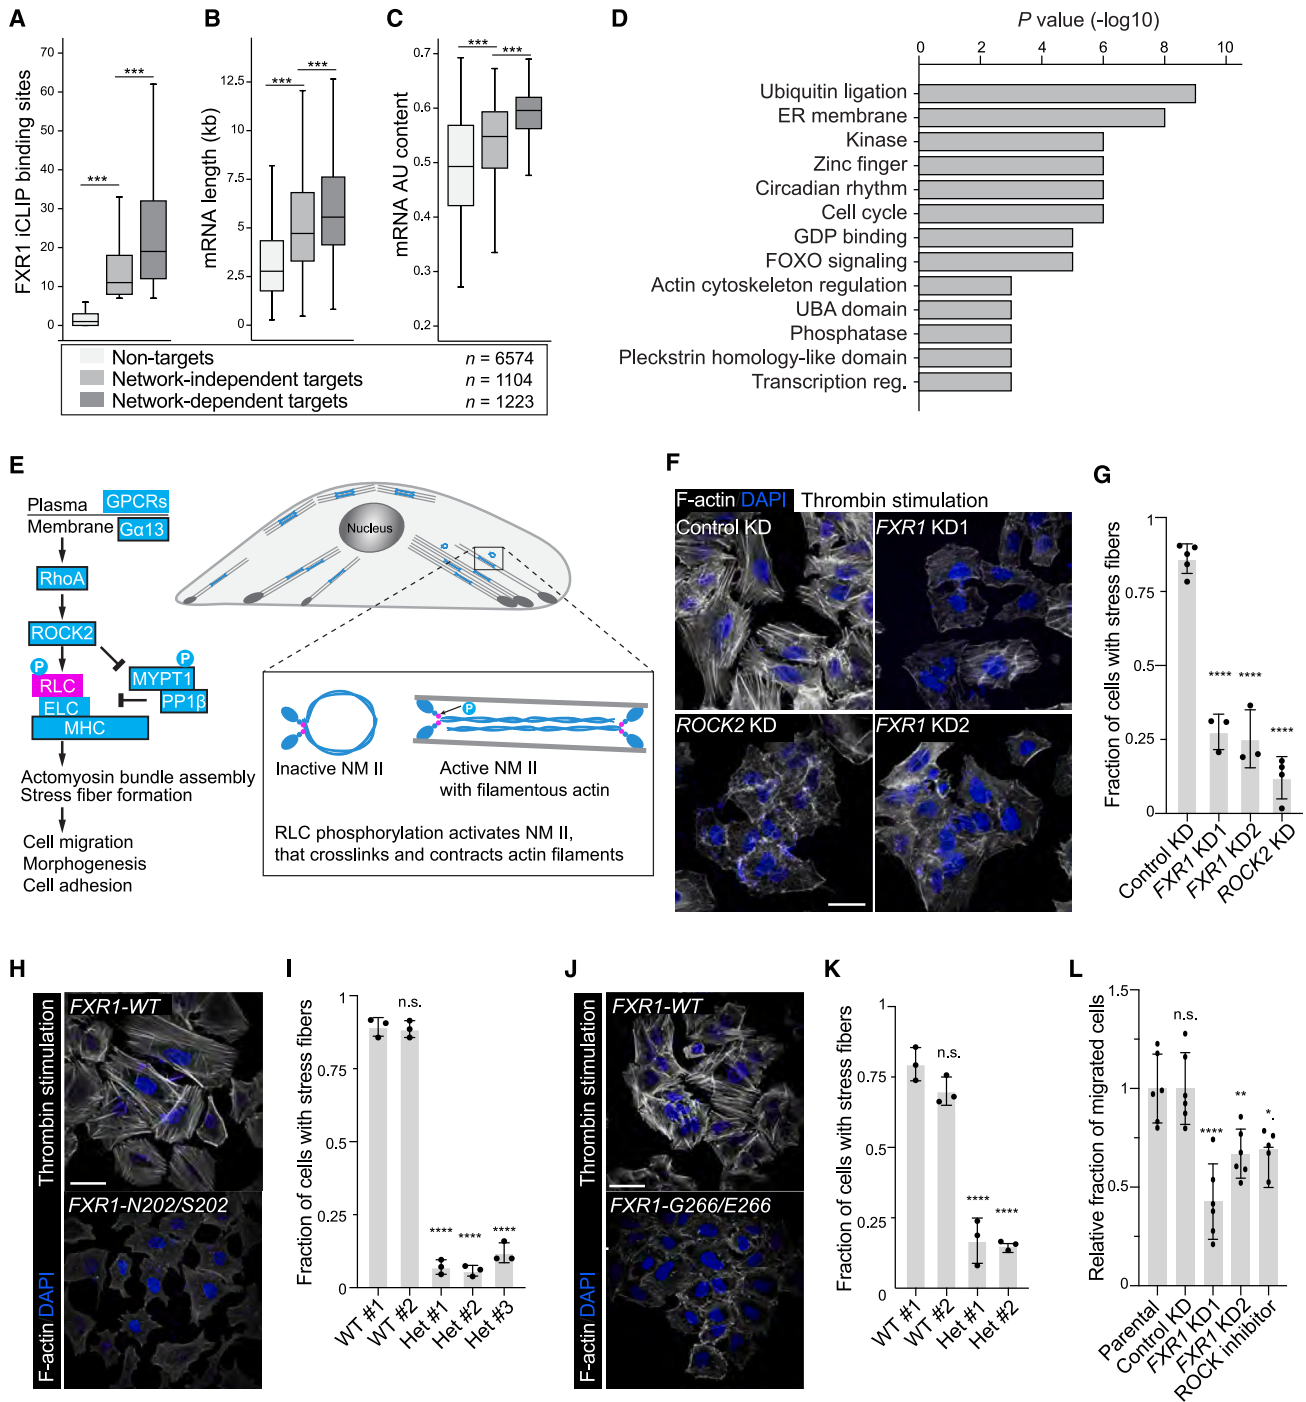 A
FXR1 iCLIP binding sites
70
60
50
40
30
20
10
0
***
***
B
mRNA length (kb)
12.5
10
7.5
5
2.5
0
***
***
C
mRNA AU content
0.7
0.6
0.5
0.4
0.3
0.2
***
***
Non-targets n = 6574
Network-independent targets n = 1104
Network-dependent targets n = 1223
D
P value (-log10)
0 2 4 6 8 10
Ubiquitin ligation
ER membrane
Kinase
Zinc finger
Circadian rhythm
Cell cycle
GDP binding
FOXO signaling
Actin cytoskeleton regulation
UBA domain
Phosphatase
Pleckstrin homology-like domain
Transcription reg.
E
Plasma
Membrane
GPCRs
Gα13
RhoA
ROCK2
P
P
RLC
MYPT1
ELC
PP1β
MHC
Actomyosin bundle assembly
Stress fiber formation
Cell migration
Morphogenesis
Cell adhesion
Nucleus
P
Inactive NM II
Active NM II
with filamentous actin
RLC phosphorylation activates NM II,
that crosslinks and contracts actin filaments
F
F-actin/DAPI Thrombin stimulation
Control KD
FXR1 KD1
ROCK2 KD
FXR1 KD2
G
Fraction of cells with stress fibers
1
0.75
0.5
0.25
0
****
****
****
Control KD
FXR1 KD1
FXR1 KD2
ROCK2 KD
H
Thrombin stimulation
F-actin/DAPI
FXR1-WT
FXR1-N202/S202
I
Fraction of cells with stress fibers
1
0.75
0.5
0.25
0
n.s.
****
****
****
WT #1
WT #2
Het #1
Het #2
Het #3
J
Thrombin stimulation
F-actin/DAPI
FXR1-WT
FXR1-G266/E266
K
Fraction of cells with stress fibers
1
0.75
0.5
0.25
0
n.s.
****
****
WT #1
WT #2
Het #1
Het #2
L
Relative fraction of migrated cells
1.5
1
0.5
0
n.s.
****
**
*
Parental
Control KD
FXR1 KD1
FXR1 KD2
ROCK inhibitor